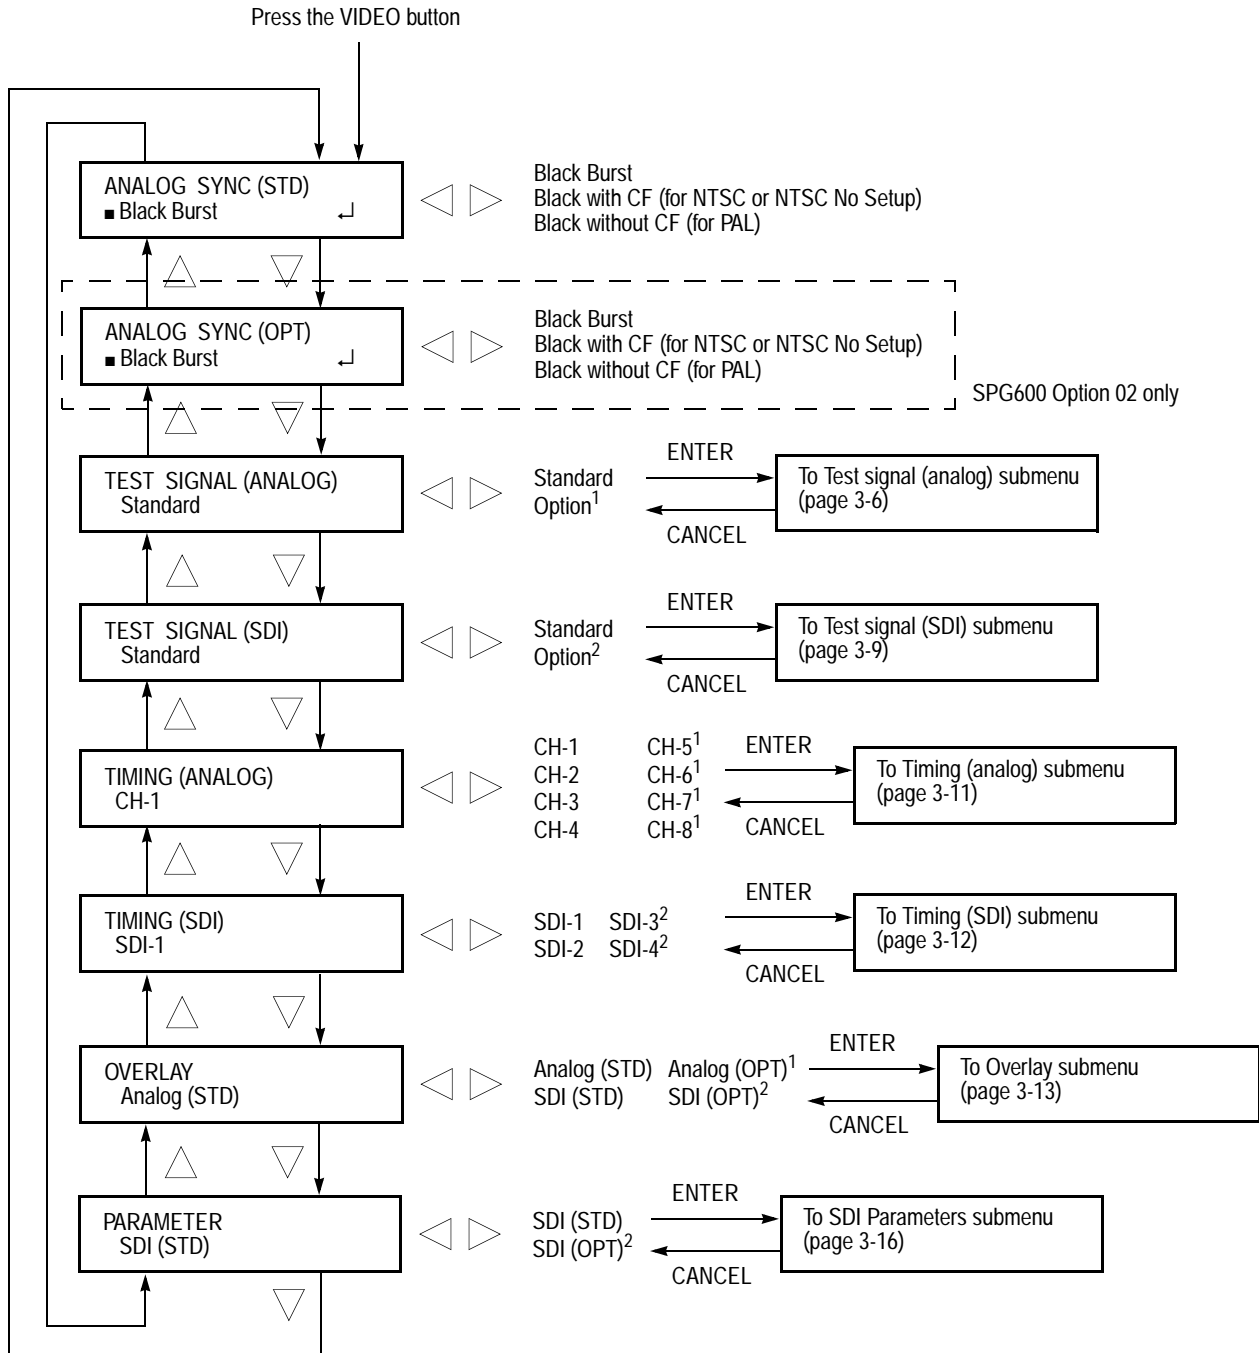 Press the VIDEO button
ANALOG SYNC (STD)
■ Black Burst ↵
Black Burst
Black with CF (for NTSC or NTSC No Setup)
Black without CF (for PAL)
ANALOG SYNC (OPT)
■ Black Burst ↵
Black Burst
Black with CF (for NTSC or NTSC No Setup)
Black without CF (for PAL)
SPG600 Option 02 only
TEST SIGNAL (ANALOG)
Standard
Standard
Option1
ENTER
CANCEL
To Test signal (analog) submenu
(page 3-6)
TEST SIGNAL (SDI)
Standard
Standard
Option2
ENTER
CANCEL
To Test signal (SDI) submenu
(page 3-9)
TIMING (ANALOG)
CH-1
CH-1 CH-51
CH-2 CH-61
CH-3 CH-71
CH-4 CH-81
ENTER
CANCEL
To Timing (analog) submenu
(page 3-11)
TIMING (SDI)
SDI-1
SDI-1 SDI-32
SDI-2 SDI-42
ENTER
CANCEL
To Timing (SDI) submenu
(page 3-12)
OVERLAY
Analog (STD)
Analog (STD) Analog (OPT)1
SDI (STD) SDI (OPT)2
ENTER
CANCEL
To Overlay submenu
(page 3-13)
PARAMETER
SDI (STD)
SDI (STD)
SDI (OPT)2
ENTER
CANCEL
To SDI Parameters submenu
(page 3-16)